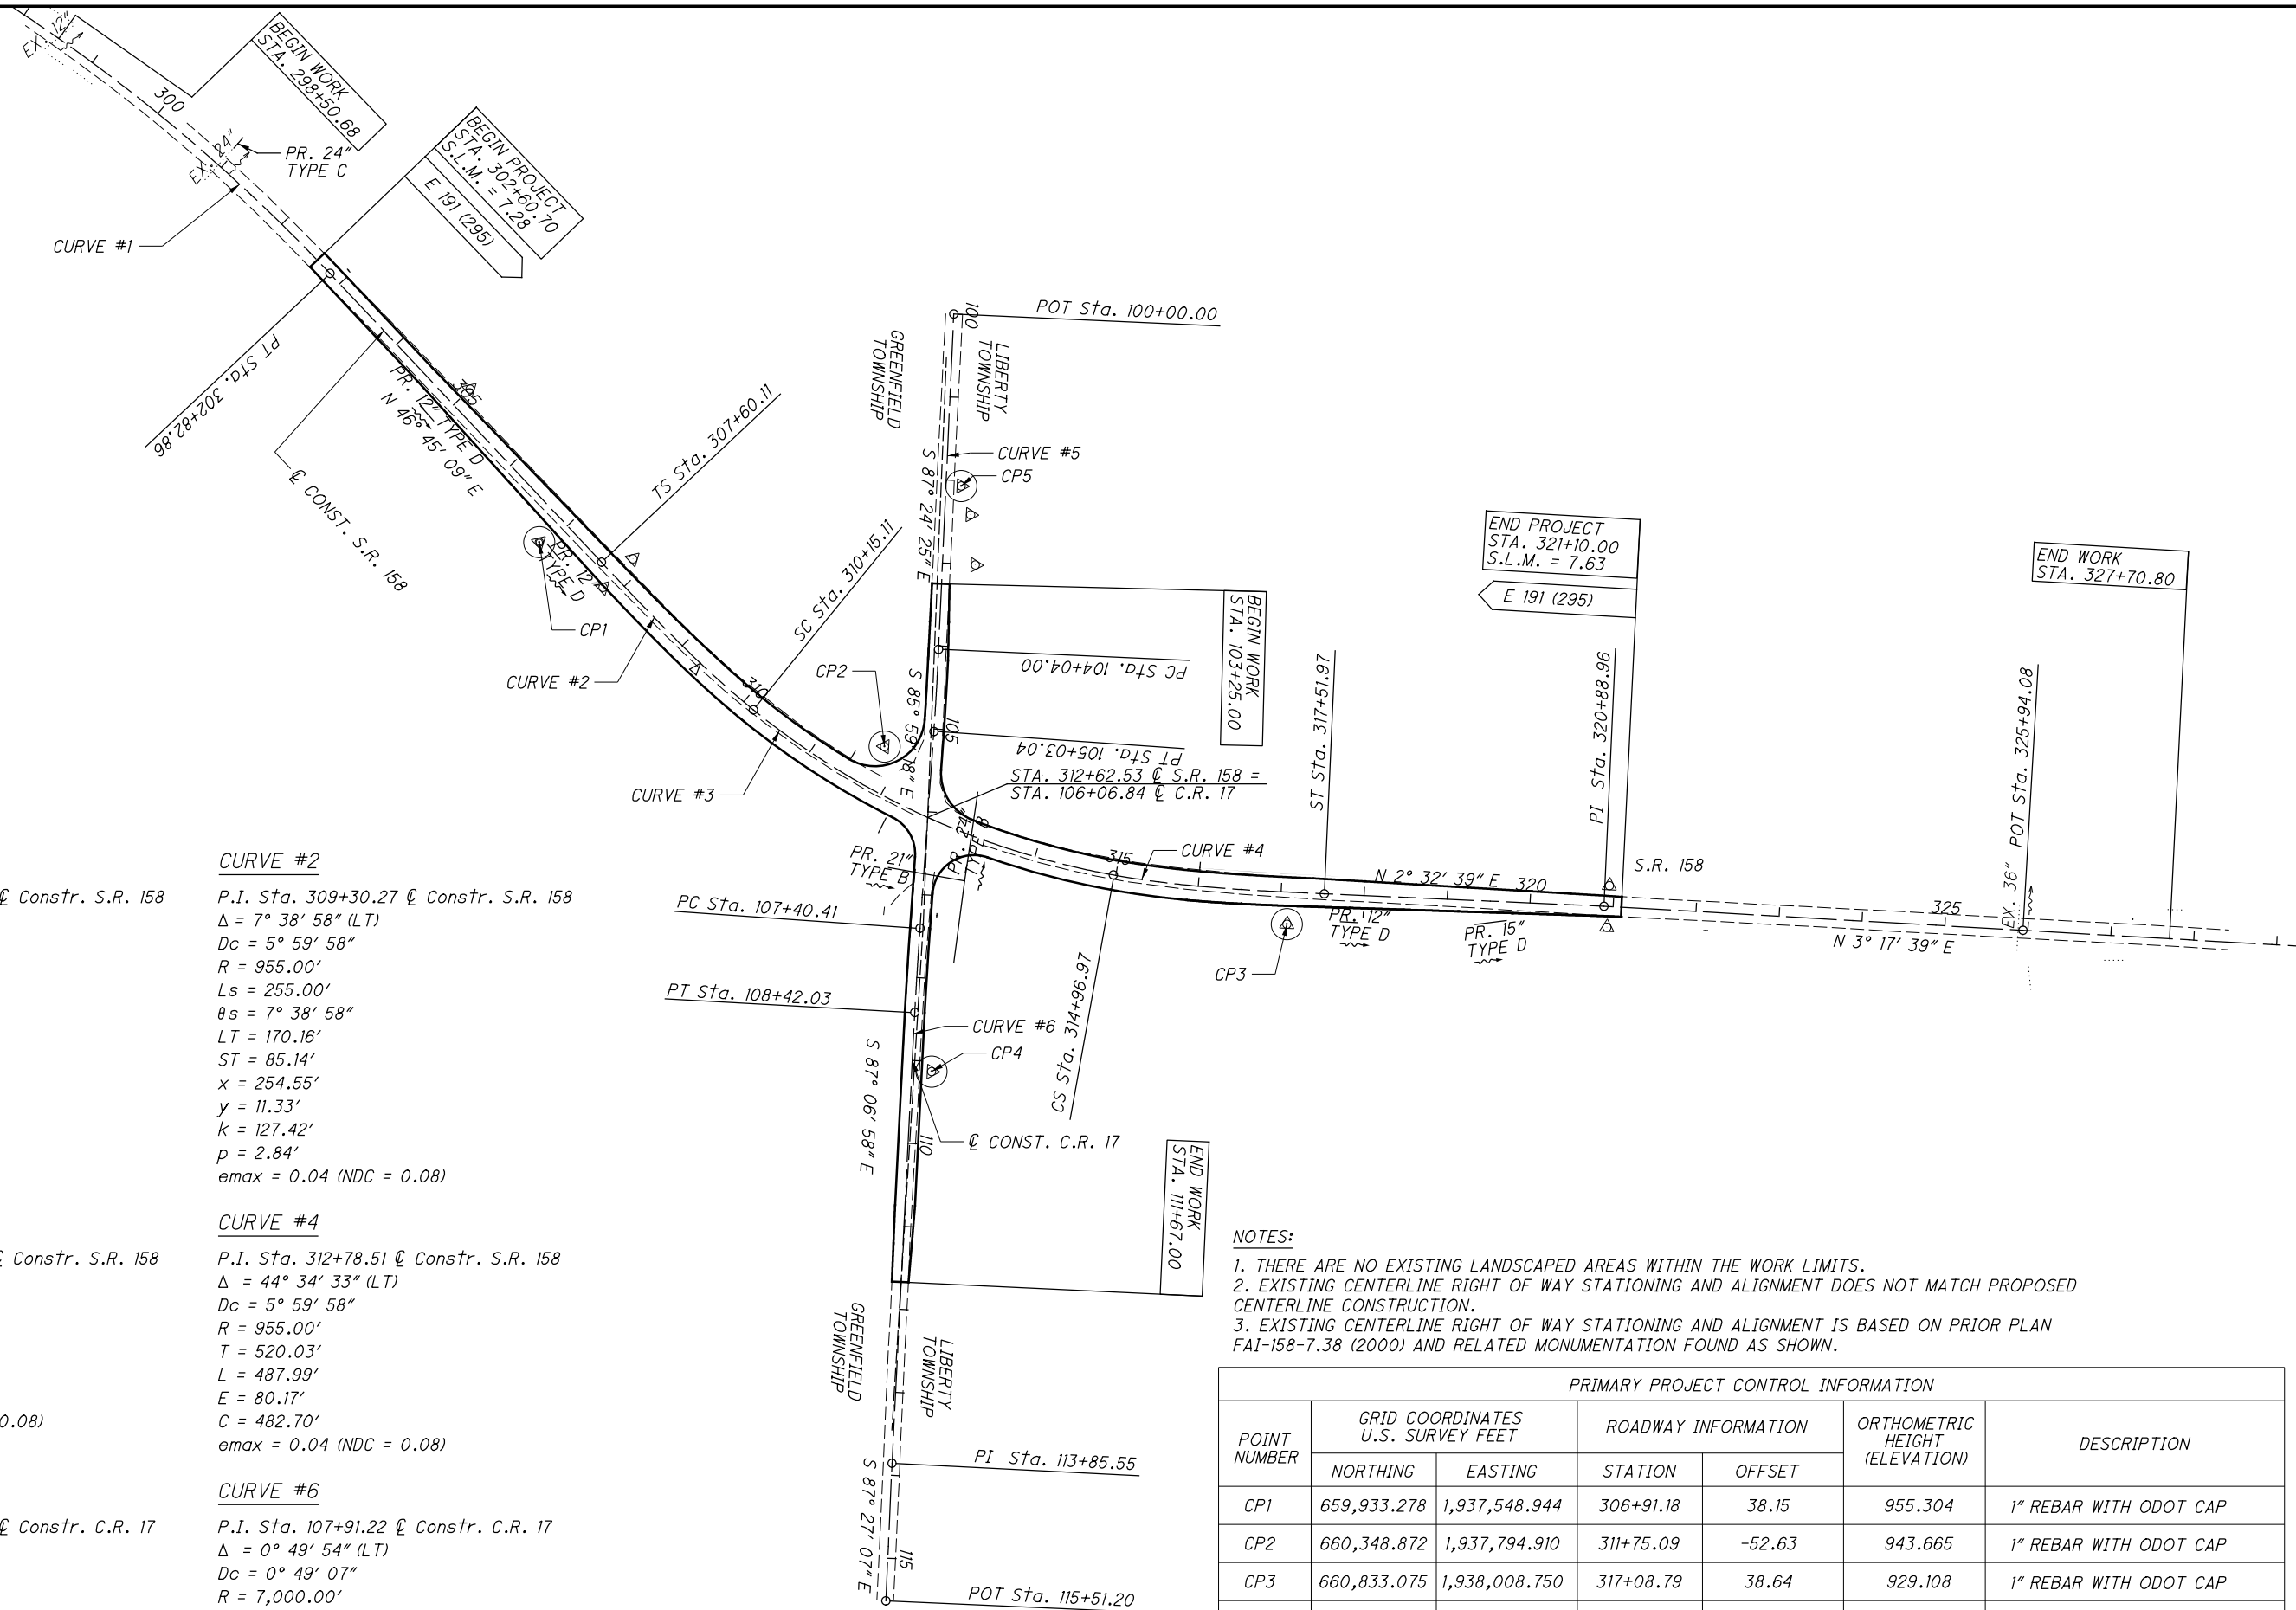 EX. 12"
BEGIN WORK
STA. 298+50.68
300
EX. 24"
PR. 24"
TYPE C
CURVE #1
BEGIN PROJECT
STA. 302+60.70
S.L.M. = 7.28
E 191 (295)
PT Sta. 302+82.86
℄ CONST. S.R. 158
305
PR. 12" TYPE D
N 46° 45' 09" E
TS Sta. 307+60.11
PR. 12"
TYPE D
CP1
CURVE #2
310
SC Sta. 310+15.11
CURVE #3
CP2
GREENFIELD
TOWNSHIP
100
LIBERTY
TOWNSHIP
POT Sta. 100+00.00
CURVE #5
CP5
S 87° 24' 25" E
BEGIN WORK
STA. 103+25.00
PC Sta. 104+04.00
S 85° 59' 18" E
105
PT Sta. 105+03.04
STA. 312+62.53 ℄ S.R. 158 =
STA. 106+06.84 ℄ C.R. 17
PR. 24"
TYPE B
PR. 21"
TYPE B
315
CURVE #4
PC Sta. 107+40.41
PT Sta. 108+42.03
CURVE #6
CP4
S 87° 06' 58" E
110
℄ CONST. C.R. 17
CS Sta. 314+96.97
END WORK
STA. 111+67.00
GREENFIELD
TOWNSHIP
LIBERTY
TOWNSHIP
PI Sta. 113+85.55
S 87° 27' 07" E
115
POT Sta. 115+51.20
ST Sta. 317+51.97
N 2° 32' 39" E
320
PR. 12"
TYPE D
PR. 15"
TYPE D
CP3
END PROJECT
STA. 321+10.00
S.L.M. = 7.63
E 191 (295)
PI Sta. 320+88.96
S.R. 158
325
N 3° 17' 39" E
EX. 36"
POT Sta. 325+94.08
END WORK
STA. 327+70.80
℄ Constr. S.R. 158
CURVE #2
P.I. Sta. 309+30.27 ℄ Constr. S.R. 158
Δ = 7° 38' 58" (LT)
Dc = 5° 59' 58"
R = 955.00'
Ls = 255.00'
θs = 7° 38' 58"
LT = 170.16'
ST = 85.14'
x = 254.55'
y = 11.33'
k = 127.42'
p = 2.84'
emax = 0.04 (NDC = 0.08)
℄ Constr. S.R. 158
0.08)
CURVE #4
P.I. Sta. 312+78.51 ℄ Constr. S.R. 158
Δ = 44° 34' 33" (LT)
Dc = 5° 59' 58"
R = 955.00'
T = 520.03'
L = 487.99'
E = 80.17'
C = 482.70'
emax = 0.04 (NDC = 0.08)
℄ Constr. C.R. 17
CURVE #6
P.I. Sta. 107+91.22 ℄ Constr. C.R. 17
Δ = 0° 49' 54" (LT)
Dc = 0° 49' 07"
R = 7,000.00'
NOTES:
1. THERE ARE NO EXISTING LANDSCAPED AREAS WITHIN THE WORK LIMITS.
2. EXISTING CENTERLINE RIGHT OF WAY STATIONING AND ALIGNMENT DOES NOT MATCH PROPOSED
CENTERLINE CONSTRUCTION.
3. EXISTING CENTERLINE RIGHT OF WAY STATIONING AND ALIGNMENT IS BASED ON PRIOR PLAN
FAI-158-7.38 (2000) AND RELATED MONUMENTATION FOUND AS SHOWN.
PRIMARY PROJECT CONTROL INFORMATION
POINT
NUMBER
GRID COORDINATES
U.S. SURVEY FEET
ROADWAY INFORMATION
ORTHOMETRIC
HEIGHT
(ELEVATION)
DESCRIPTION
NORTHING EASTING STATION OFFSET
CP1 659,933.278 1,937,548.944 306+91.18 38.15 955.304 1" REBAR WITH ODOT CAP
CP2 660,348.872 1,937,794.910 311+75.09 -52.63 943.665 1" REBAR WITH ODOT CAP
CP3 660,833.075 1,938,008.750 317+08.79 38.64 929.108 1" REBAR WITH ODOT CAP